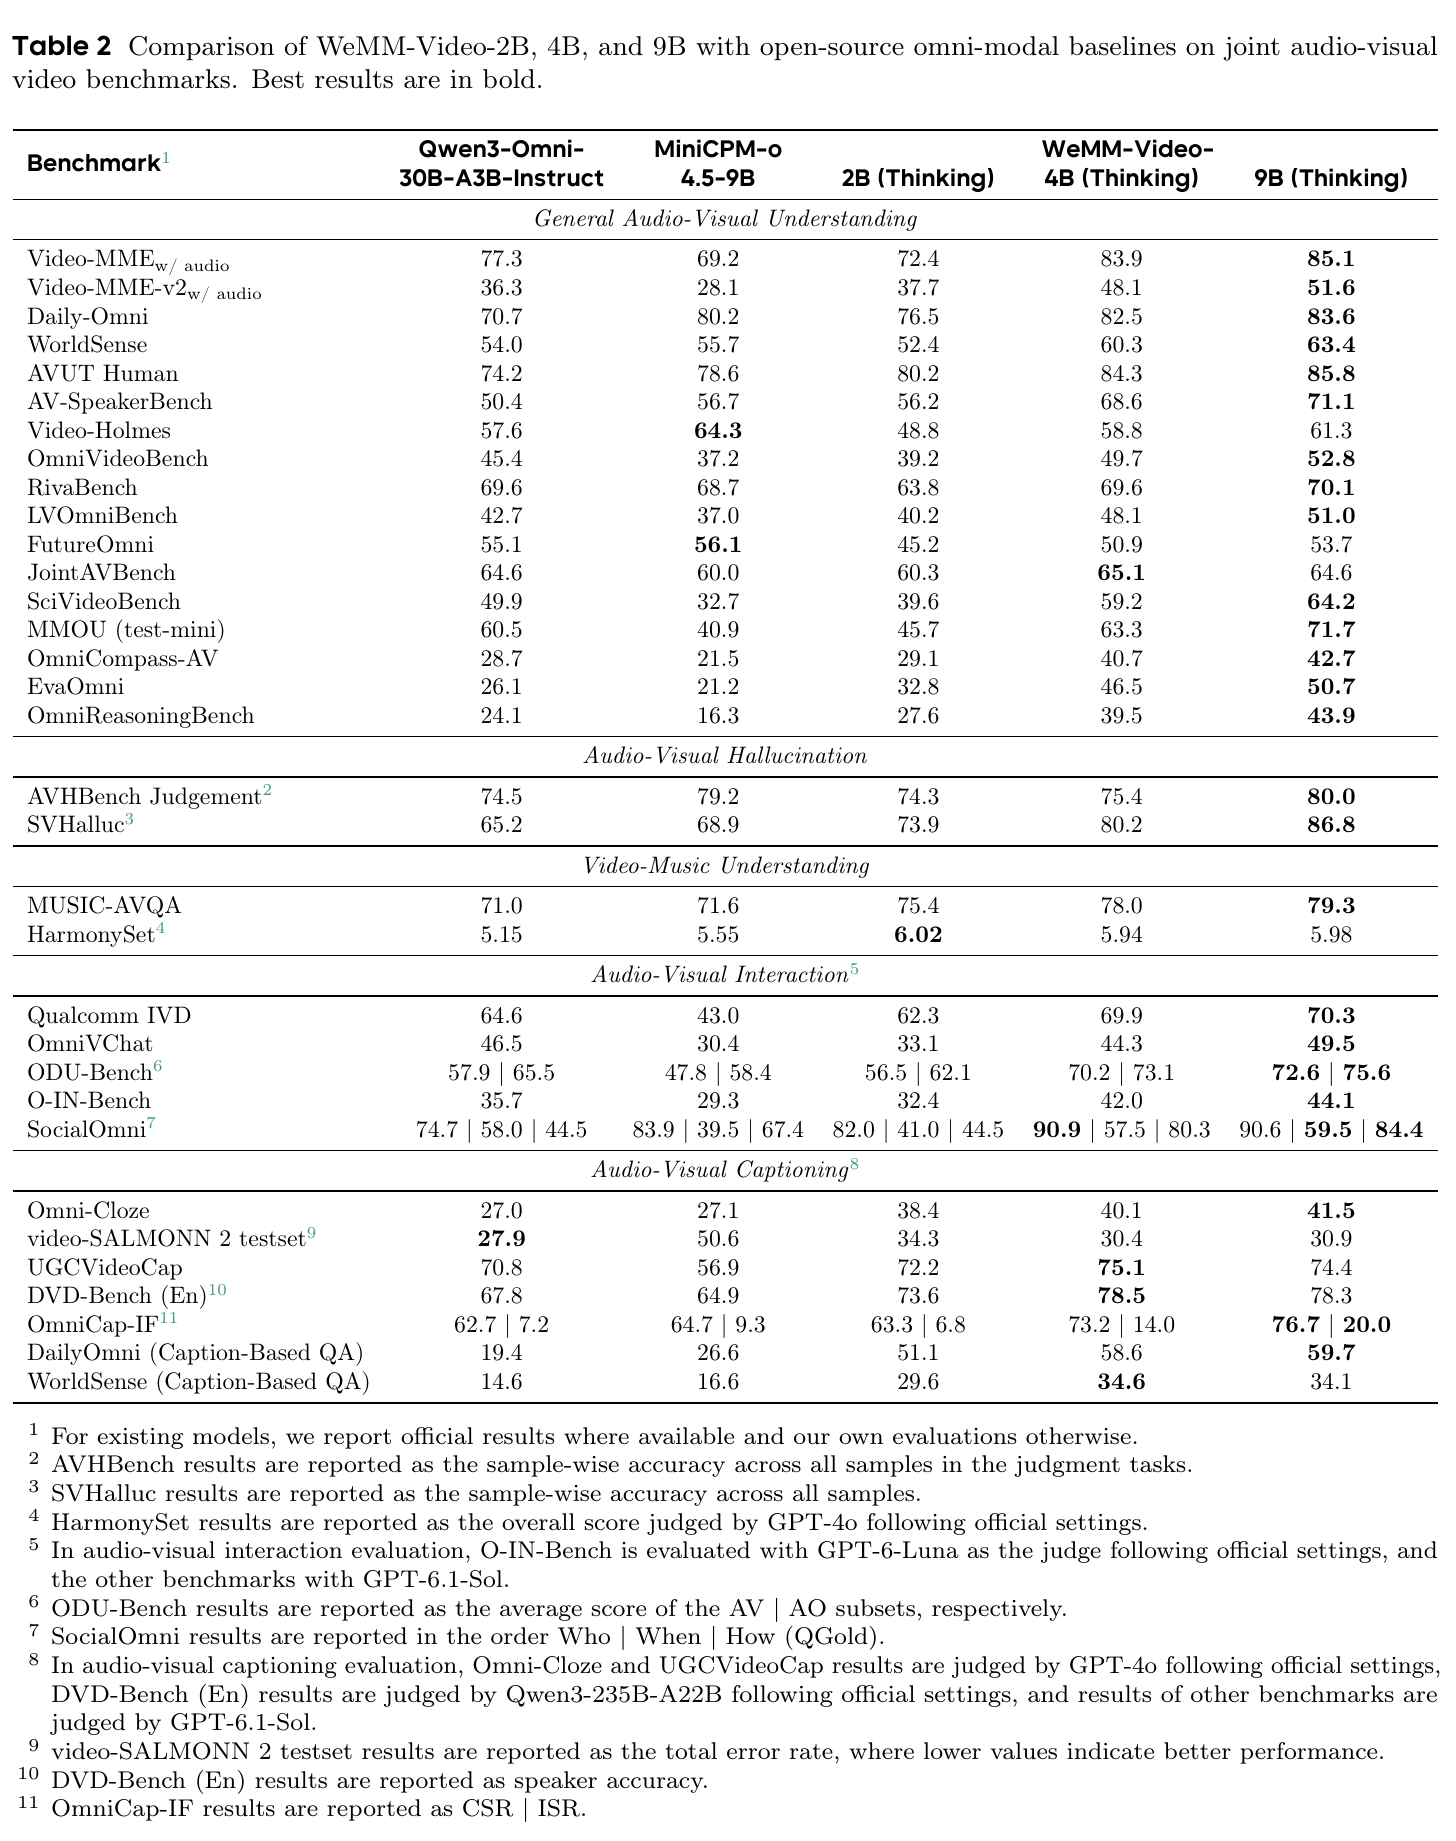 Table 2 Comparison of WeMM-Video-2B, 4B, and 9B with open-source omni-modal baselines on joint audio-visual
video benchmarks. Best results are in bold.
Benchmark1 Qwen3-Omni-30B-A3B-Instruct MiniCPM-o 4.5-9B WeMM-Video-
2B (Thinking) 4B (Thinking) 9B (Thinking)
General Audio-Visual Understanding
Video-MMEw/ audio 77.3 69.2 72.4 83.9 85.1
Video-MME-v2w/ audio 36.3 28.1 37.7 48.1 51.6
Daily-Omni 70.7 80.2 76.5 82.5 83.6
WorldSense 54.0 55.7 52.4 60.3 63.4
AVUT Human 74.2 78.6 80.2 84.3 85.8
AV-SpeakerBench 50.4 56.7 56.2 68.6 71.1
Video-Holmes 57.6 64.3 48.8 58.8 61.3
OmniVideoBench 45.4 37.2 39.2 49.7 52.8
RivaBench 69.6 68.7 63.8 69.6 70.1
LVOmniBench 42.7 37.0 40.2 48.1 51.0
FutureOmni 55.1 56.1 45.2 50.9 53.7
JointAVBench 64.6 60.0 60.3 65.1 64.6
SciVideoBench 49.9 32.7 39.6 59.2 64.2
MMOU (test-mini) 60.5 40.9 45.7 63.3 71.7
OmniCompass-AV 28.7 21.5 29.1 40.7 42.7
EvaOmni 26.1 21.2 32.8 46.5 50.7
OmniReasoningBench 24.1 16.3 27.6 39.5 43.9
Audio-Visual Hallucination
AVHBench Judgement2 74.5 79.2 74.3 75.4 80.0
SVHalluc3 65.2 68.9 73.9 80.2 86.8
Video-Music Understanding
MUSIC-AVQA 71.0 71.6 75.4 78.0 79.3
HarmonySet4 5.15 5.55 6.02 5.94 5.98
Audio-Visual Interaction5
Qualcomm IVD 64.6 43.0 62.3 69.9 70.3
OmniVChat 46.5 30.4 33.1 44.3 49.5
ODU-Bench6 57.9 | 65.5 47.8 | 58.4 56.5 | 62.1 70.2 | 73.1 72.6 | 75.6
O-IN-Bench 35.7 29.3 32.4 42.0 44.1
SocialOmni7 74.7 | 58.0 | 44.5 83.9 | 39.5 | 67.4 82.0 | 41.0 | 44.5 90.9 | 57.5 | 80.3 90.6 | 59.5 | 84.4
Audio-Visual Captioning8
Omni-Cloze 27.0 27.1 38.4 40.1 41.5
video-SALMONN 2 testset9 27.9 50.6 34.3 30.4 30.9
UGCVideoCap 70.8 56.9 72.2 75.1 74.4
DVD-Bench (En)10 67.8 64.9 73.6 78.5 78.3
OmniCap-IF11 62.7 | 7.2 64.7 | 9.3 63.3 | 6.8 73.2 | 14.0 76.7 | 20.0
DailyOmni (Caption-Based QA) 19.4 26.6 51.1 58.6 59.7
WorldSense (Caption-Based QA) 14.6 16.6 29.6 34.6 34.1
1 For existing models, we report official results where available and our own evaluations otherwise.
2 AVHBench results are reported as the sample-wise accuracy across all samples in the judgment tasks.
3 SVHalluc results are reported as the sample-wise accuracy across all samples.
4 HarmonySet results are reported as the overall score judged by GPT-4o following official settings.
5 In audio-visual interaction evaluation, O-IN-Bench is evaluated with GPT-6-Luna as the judge following official settings, and
the other benchmarks with GPT-6.1-Sol.
6 ODU-Bench results are reported as the average score of the AV | AO subsets, respectively.
7 SocialOmni results are reported in the order Who | When | How (QGold).
8 In audio-visual captioning evaluation, Omni-Cloze and UGCVideoCap results are judged by GPT-4o following official settings,
DVD-Bench (En) results are judged by Qwen3-235B-A22B following official settings, and results of other benchmarks are
judged by GPT-6.1-Sol.
9 video-SALMONN 2 testset results are reported as the total error rate, where lower values indicate better performance.
10 DVD-Bench (En) results are reported as speaker accuracy.
11 OmniCap-IF results are reported as CSR | ISR.